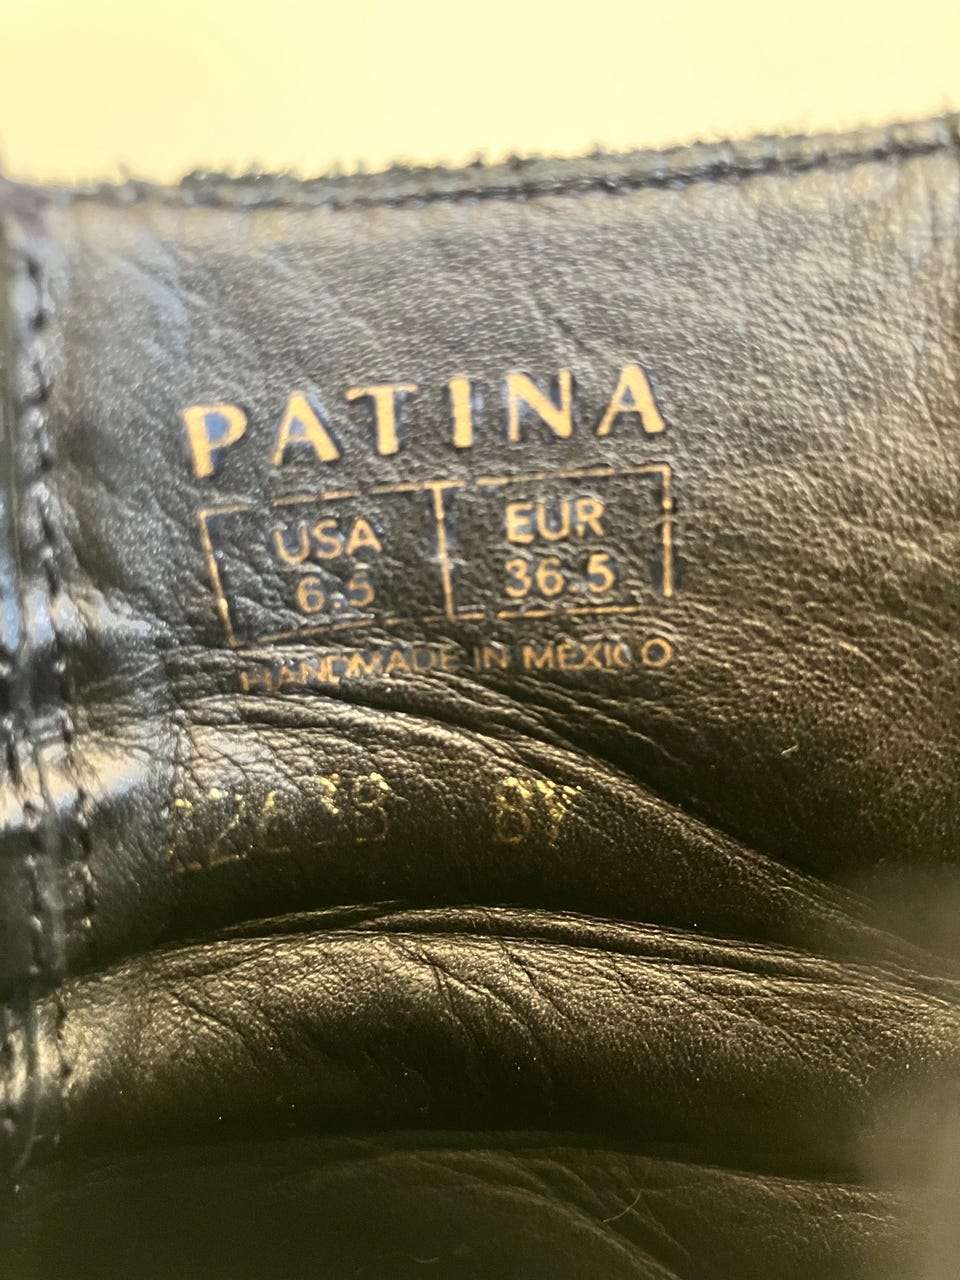 PATINA
USA EUR
6.5 36.5
HANDMADE IN MEXICO